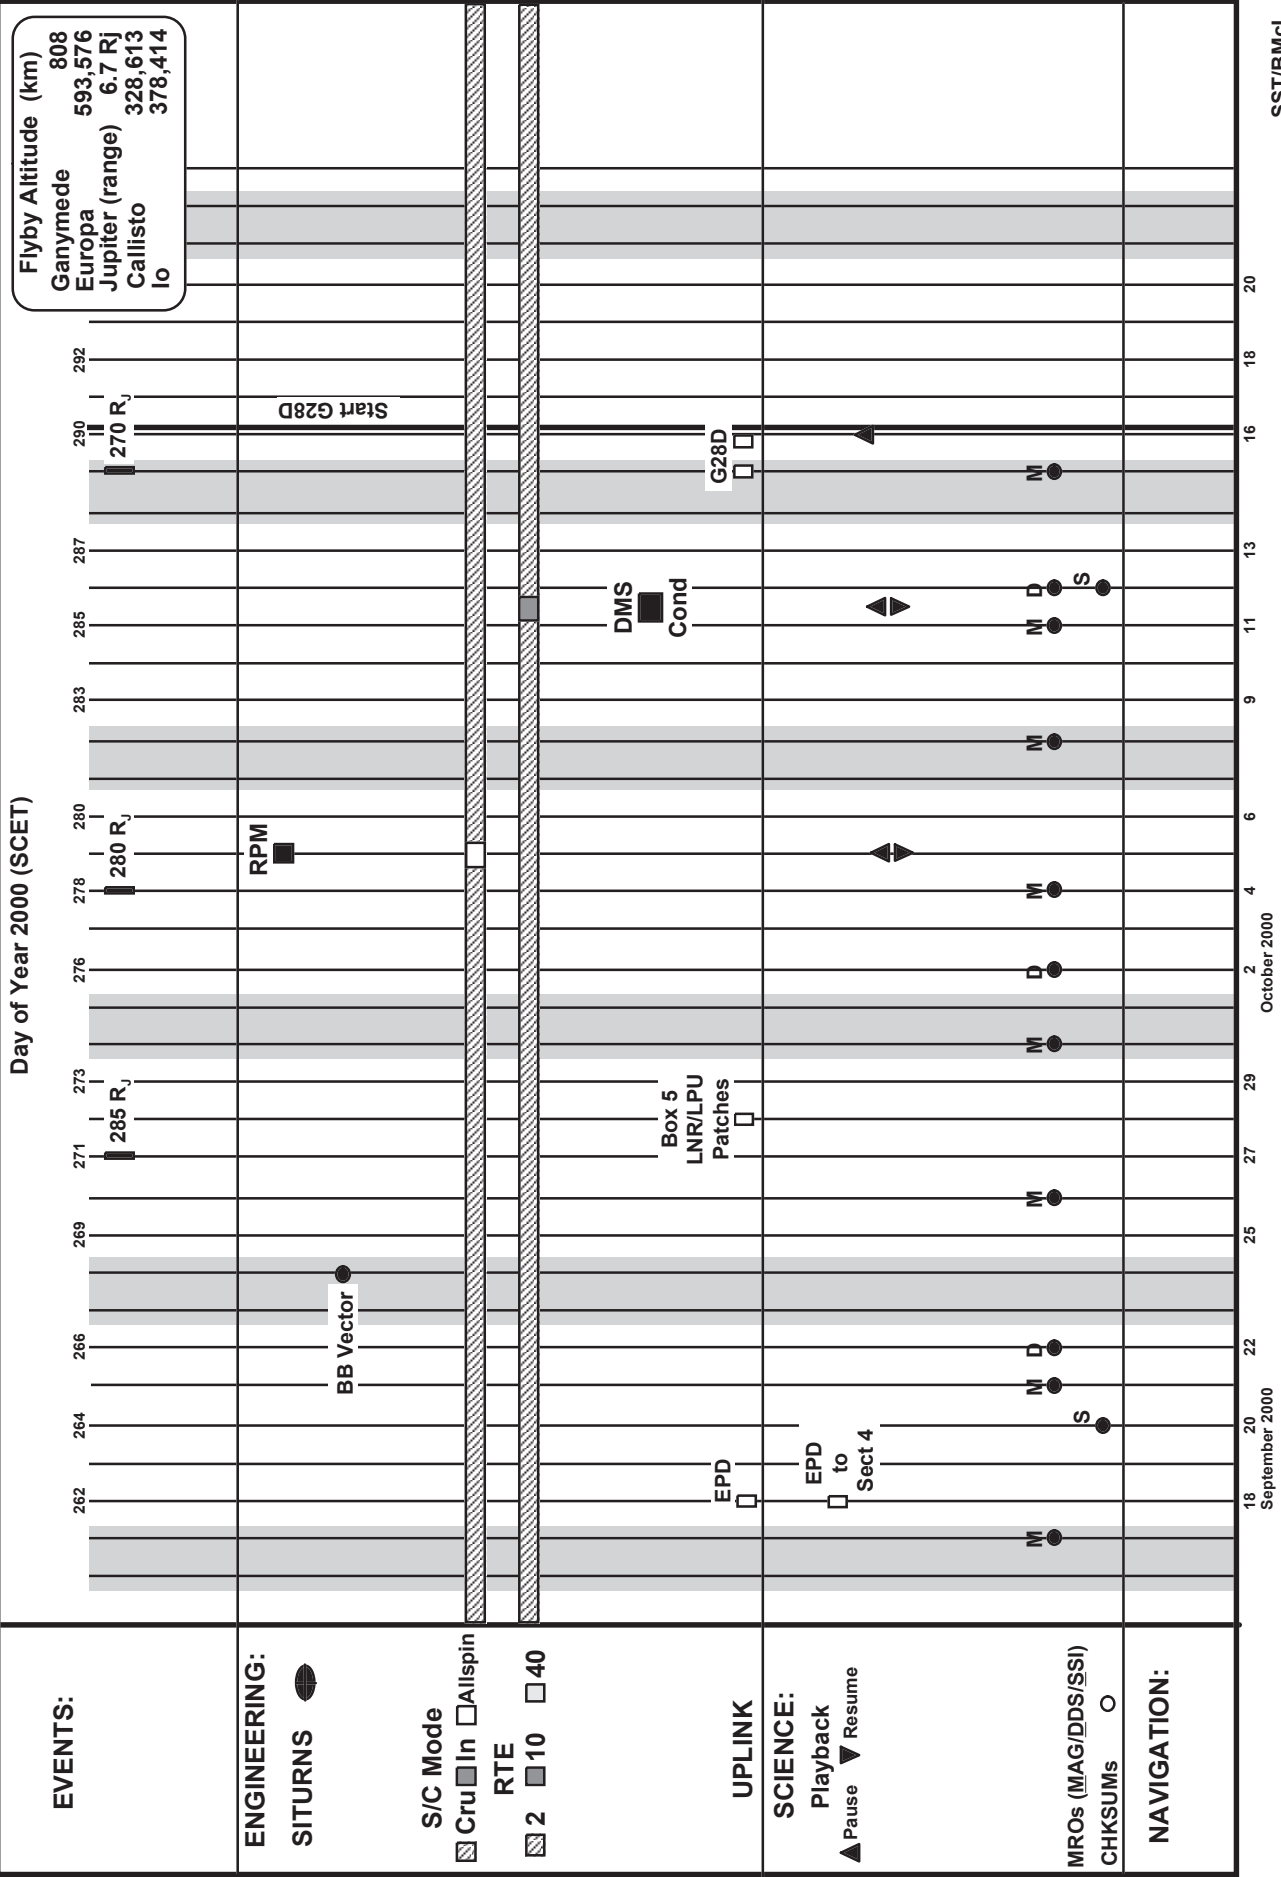 Day of Year 2000 (SCET)
Flyby Altitude (km)
Ganymede 808
Europa 593,576
Jupiter (range) 6.7 Rj
Callisto 328,613
Io 378,414
262 264 266 269 271 273 276 278 280 283 285 287 290 292
EVENTS:
285 RJ 280 RJ 270 RJ
ENGINEERING:
RPM
Start G28D
SITURNS
BB Vector
S/C Mode
Cru In Allspin
RTE
2 10 40
DMS
Cond
UPLINK
EPD
Box 5
LNR/LPU
Patches
G28D
SCIENCE:
Playback
Pause Resume
EPD
to
Sect 4
MROs (MAG/DDS/SSI)
M M D M M D M M M D M
CHKSUMs
S S
NAVIGATION:
18 20 22 25 27 29 2 4 6 9 11 13 16 18 20
September 2000 October 2000